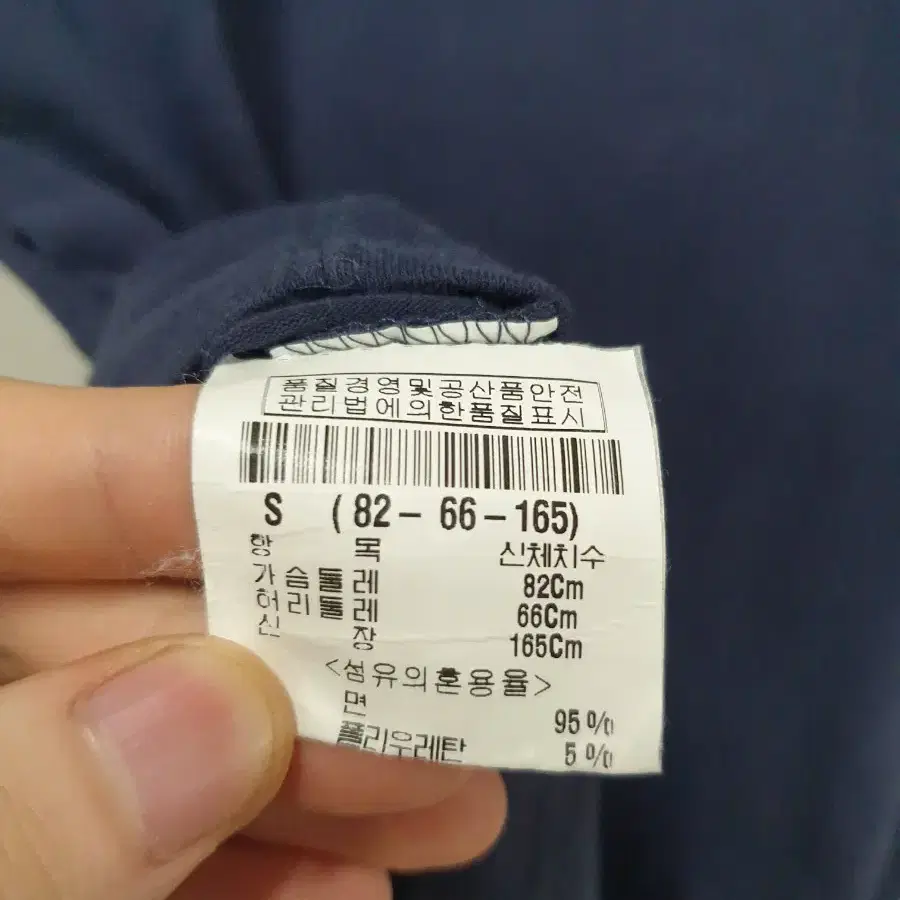 품질경영및공산품안전
관리법에의한품질표시
S (82-66-165)
항 목 신체치수
가슴둘레 82Cm
허리둘레 66Cm
신 장 165Cm
<섬유의혼용율>
면 95%
폴리우레탄 5%